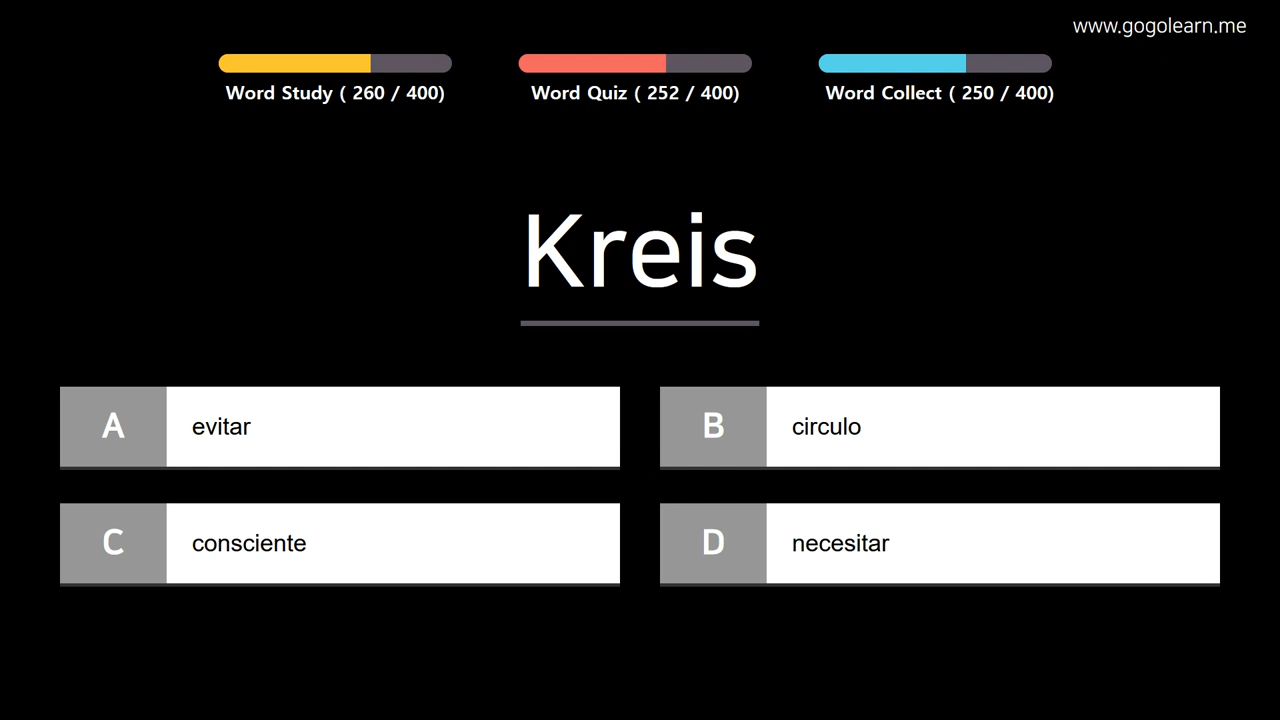 www.gogolearn.me
Word Study ( 260 / 400)
Word Quiz ( 252 / 400)
Word Collect ( 250 / 400)
Kreis
A evitar
B circulo
C consciente
D necesitar